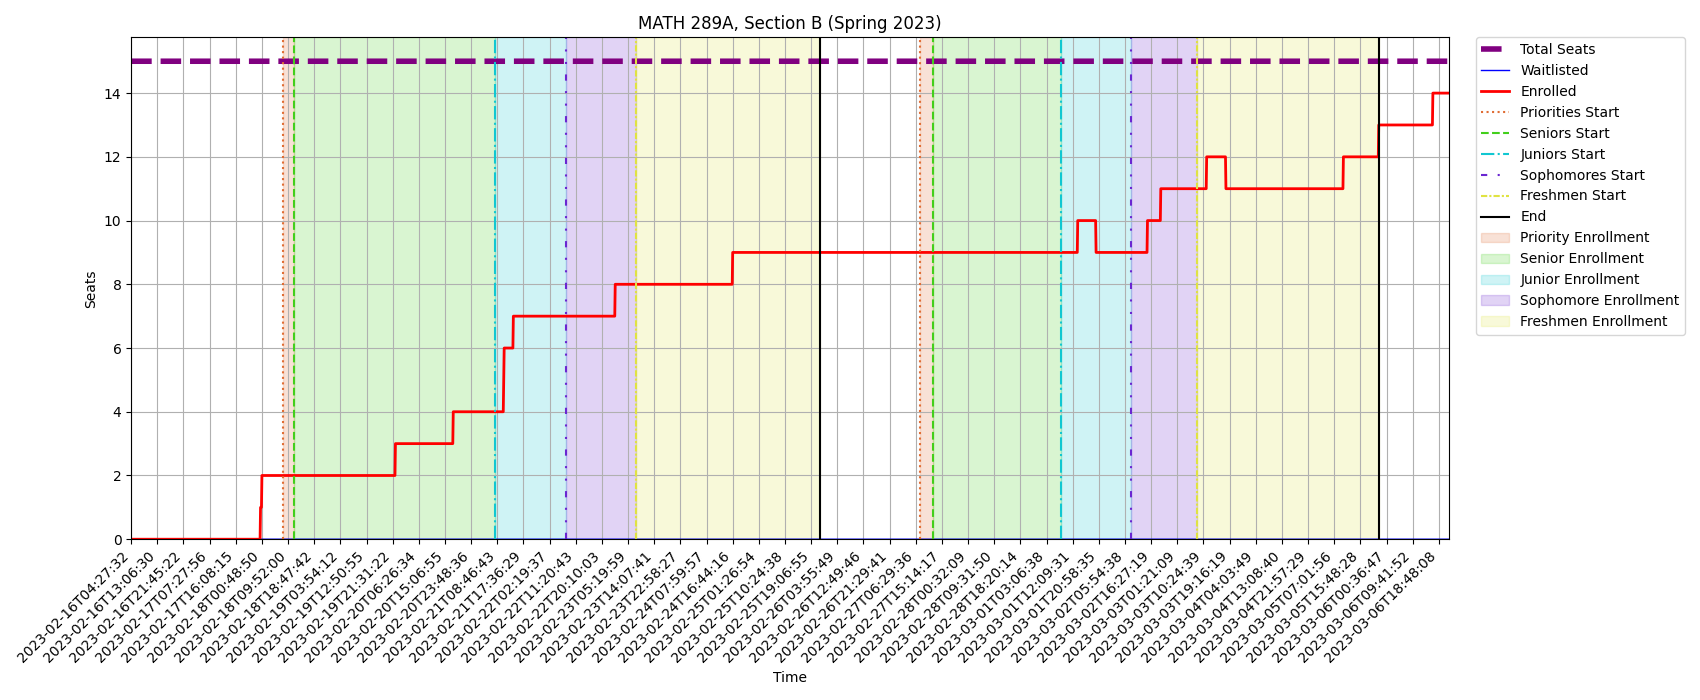 MATH 289A, Section B (Spring 2023)
Total Seats
Waitlisted
Enrolled
Priorities Start
Seniors Start
Juniors Start
Sophomores Start
Freshmen Start
End
Priority Enrollment
Senior Enrollment
Junior Enrollment
Sophomore Enrollment
Freshmen Enrollment
Seats
14
12
10
8
6
4
2
0
2023-02-16T04:27:32
2023-02-16T13:06:30
2023-02-16T21:45:22
2023-02-17T07:27:56
2023-02-17T16:08:15
2023-02-18T00:48:50
2023-02-18T09:52:00
2023-02-18T18:47:42
2023-02-19T03:54:12
2023-02-19T12:50:55
2023-02-19T21:31:22
2023-02-20T06:26:34
2023-02-20T15:06:55
2023-02-20T23:48:36
2023-02-21T08:46:43
2023-02-21T17:36:29
2023-02-22T02:19:37
2023-02-22T11:20:43
2023-02-22T20:10:03
2023-02-23T05:19:59
2023-02-23T14:07:41
2023-02-23T22:58:27
2023-02-24T07:59:57
2023-02-24T16:44:16
2023-02-25T01:26:54
2023-02-25T10:24:38
2023-02-25T19:06:55
2023-02-26T03:55:49
2023-02-26T12:49:46
2023-02-26T21:29:41
2023-02-27T06:29:36
2023-02-27T15:14:17
2023-02-28T00:32:09
2023-02-28T09:31:50
2023-02-28T18:20:14
2023-03-01T03:06:38
2023-03-01T12:09:31
2023-03-01T20:58:35
2023-03-02T05:54:38
2023-03-02T16:27:19
2023-03-03T01:21:09
2023-03-03T10:24:39
2023-03-03T19:16:19
2023-03-04T04:03:49
2023-03-04T13:08:40
2023-03-04T21:57:29
2023-03-05T07:01:56
2023-03-05T15:48:28
2023-03-06T00:36:47
2023-03-06T09:41:52
2023-03-06T18:48:08
Time